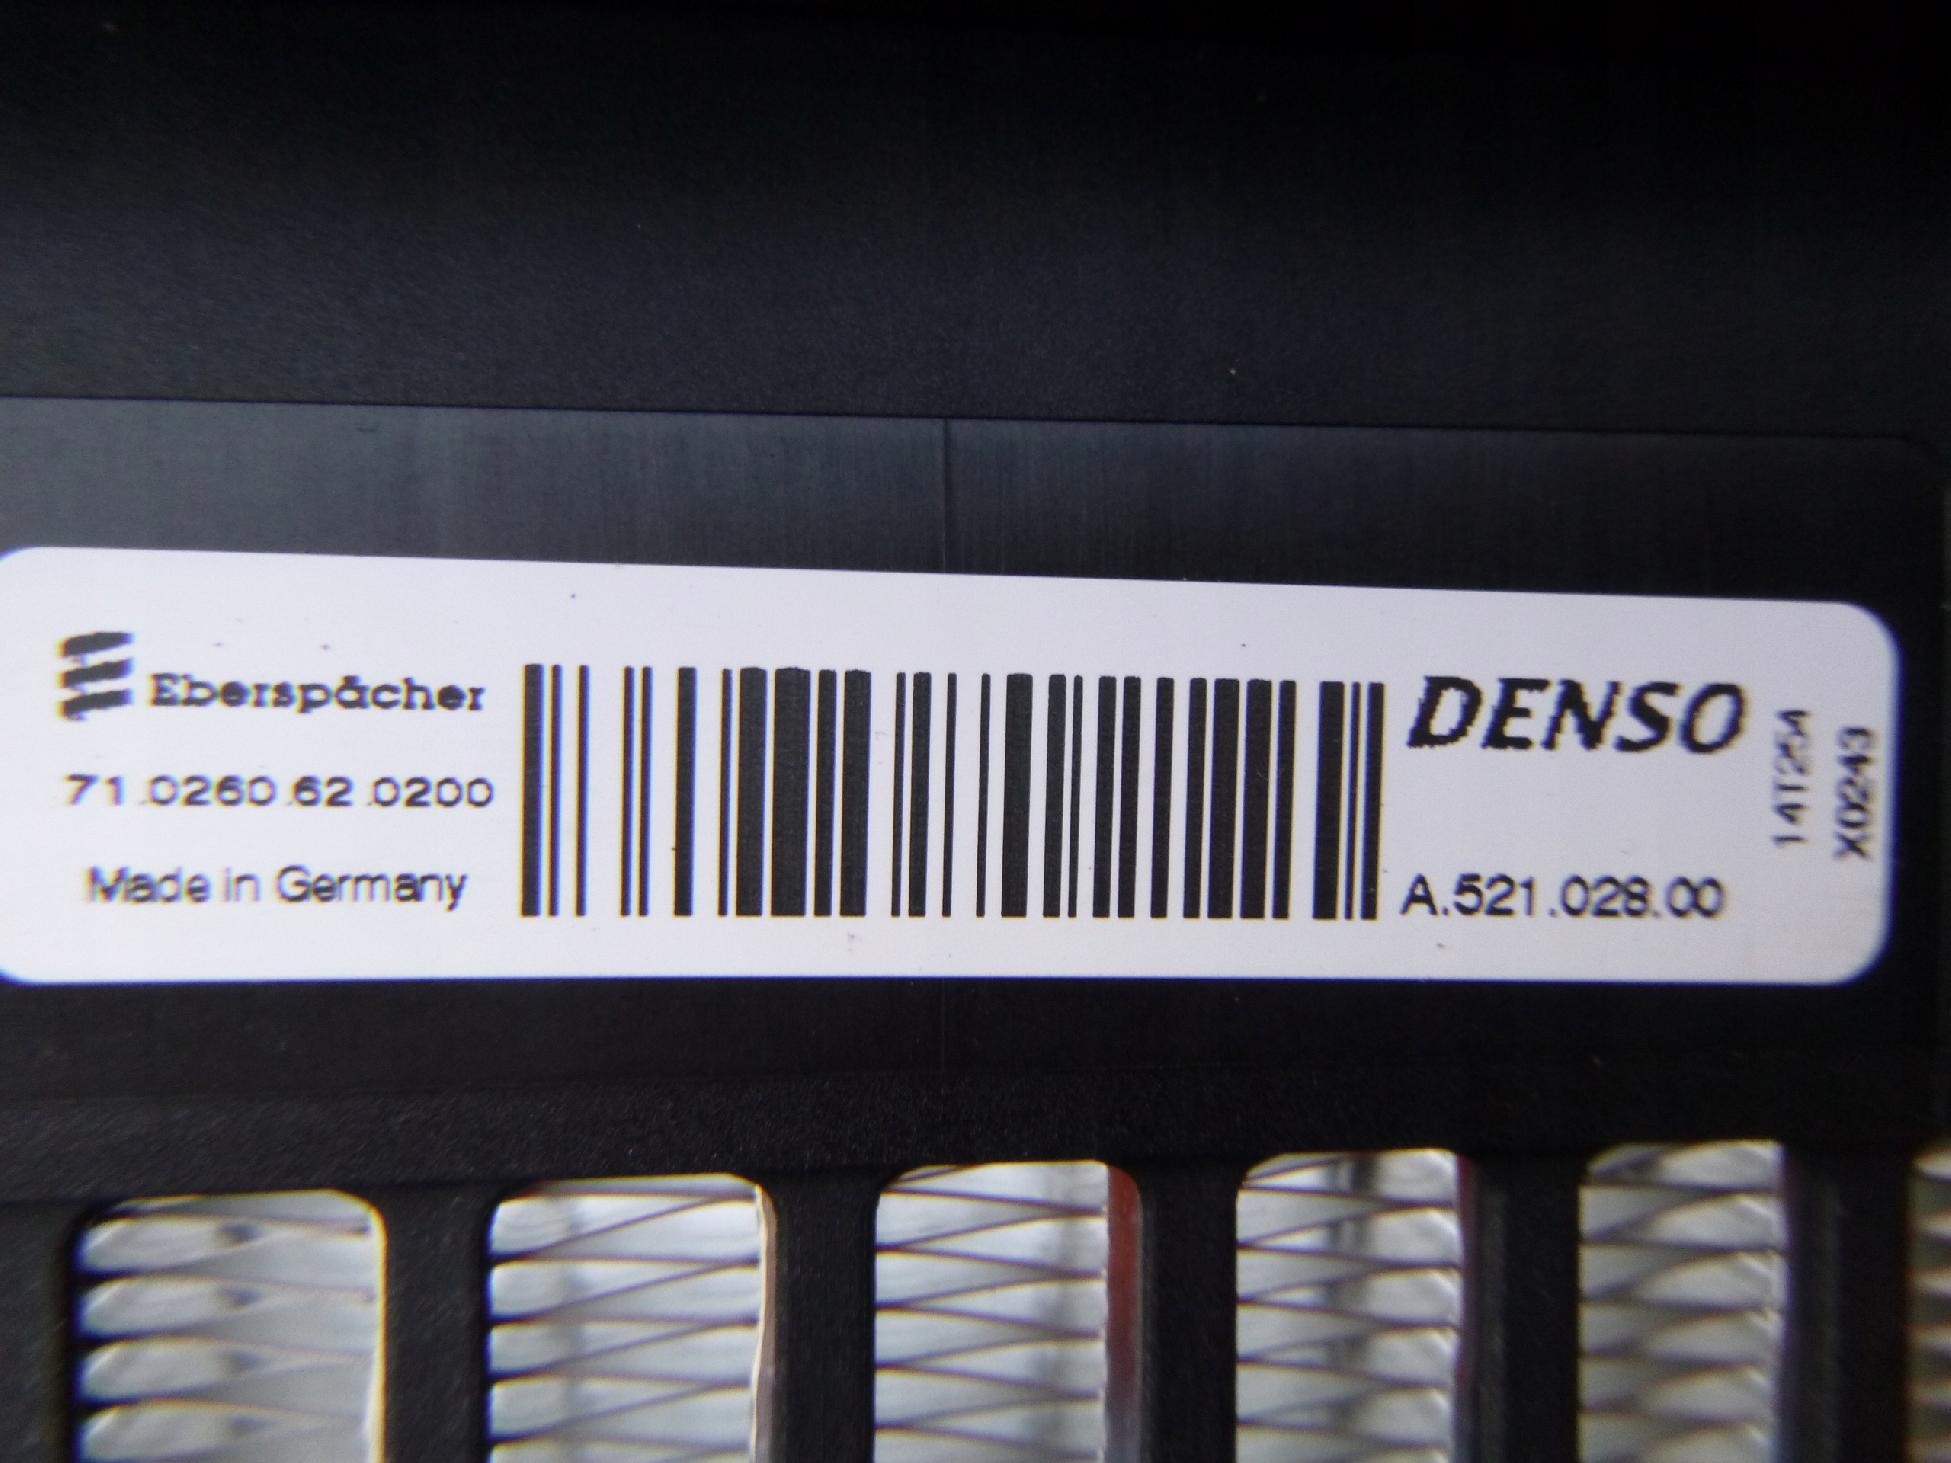 Eberspächer
71.0260.62.0200
Made in Germany
DENSO
A.521.028.00
14T254
X0243